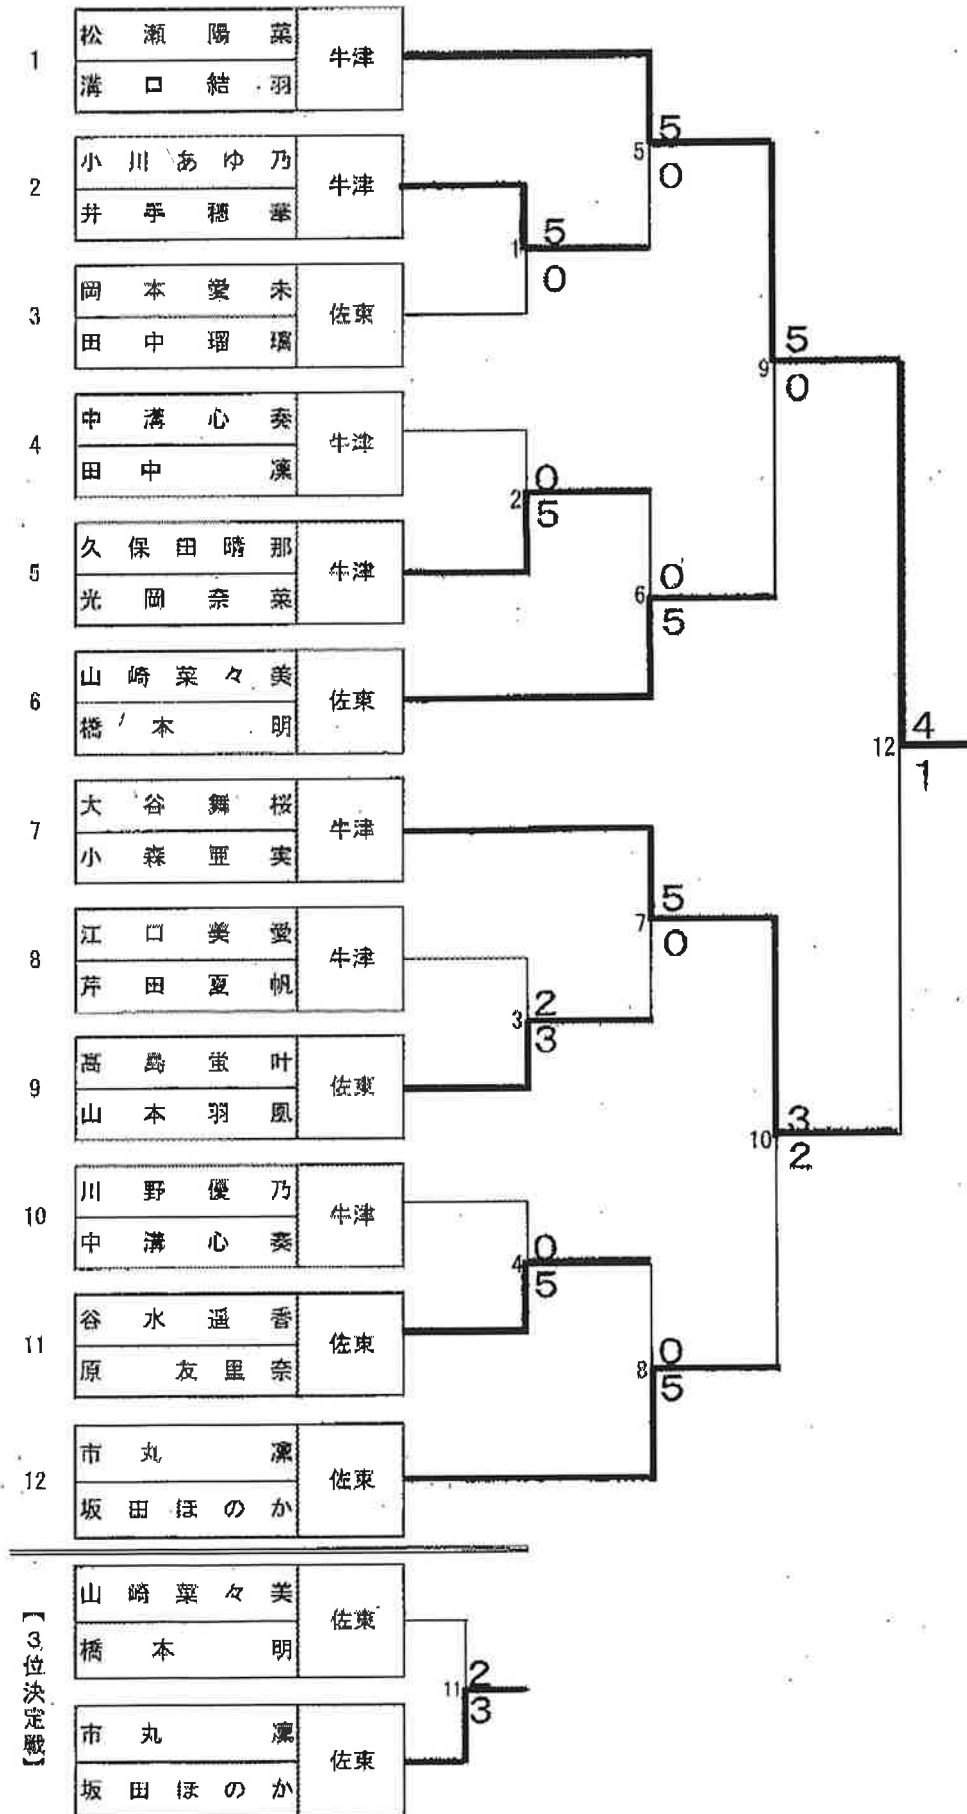 1 松瀬陽菜 牛津
溝口結羽
2 小川あゆ乃 牛津
井手穂華
3 岡本愛未 佐東
田中瑠璃
4 中溝心奏 牛津
田中凜
5 久保田晴那 牛津
光岡奈菜
6 山崎菜々美 佐東
橋本明
7 大谷舞桜 牛津
小森亜実
8 江口美愛 牛津
芹田夏帆
9 髙島蛍叶 佐東
山本羽凰
10 川野優乃 牛津
中溝心奏
11 谷水遥香 佐東
原友里奈
12 市丸凜 佐東
坂田ほのか
1 5 0
2 0 5
3 2 3
4 0 5
5 5 0
6 0 5
7 5 0
8 0 5
9 5 0
10 3 2
12 4 1
【3位決定戦】
山崎菜々美 佐東
橋本明
市丸凜 佐東
坂田ほのか
11 2 3